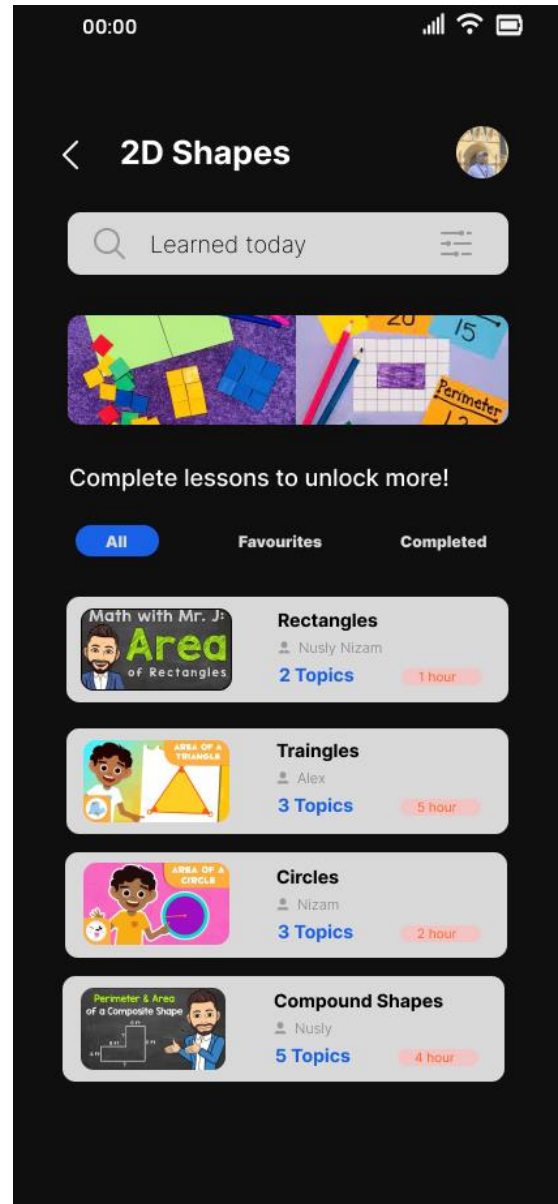 00:00
2D Shapes
Learned today
20
15
Perimeter
12
Complete lessons to unlock more!
All
Favourites
Completed
Math with Mr. J:
Area
of Rectangles
Rectangles
Nusly Nizam
2 Topics
1 hour
AREA OF A
TRIANGLE
Traingles
Alex
3 Topics
5 hour
AREA OF A
CIRCLE
Circles
Nizam
3 Topics
2 hour
Perimeter & Area
of a Composite Shape
Compound Shapes
Nusly
5 Topics
4 hour